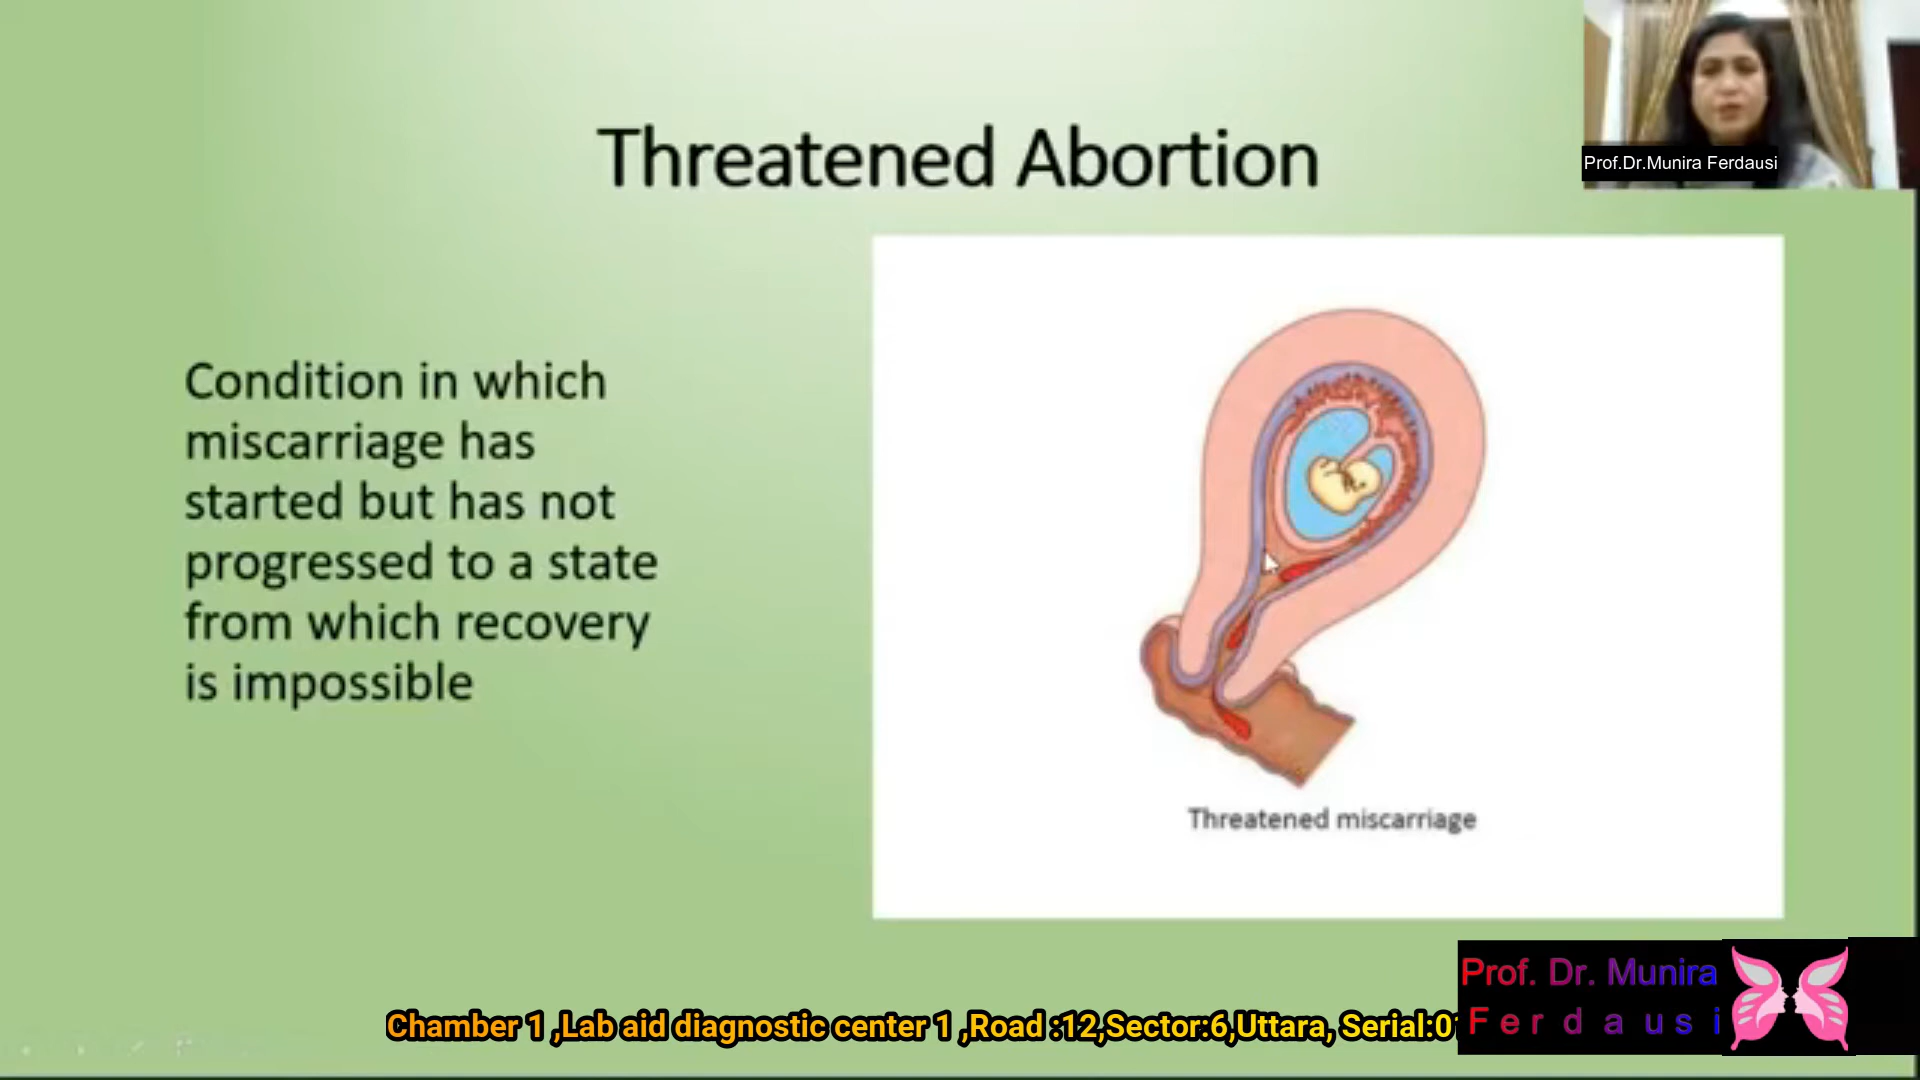 Threatened Abortion
Prof.Dr.Munira Ferdausi
Condition in which
miscarriage has
started but has not
progressed to a state
from which recovery
is impossible
Threatened miscarriage
Prof. Dr. Munira
Ferdausi
Chamber 1 ,Lab aid diagnostic center 1 ,Road :12,Sector:6,Uttara, Serial:0